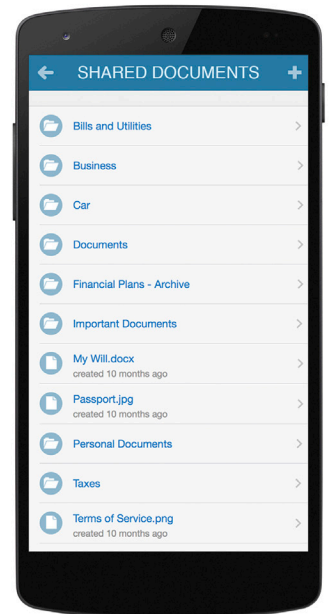 SHARED DOCUMENTS
Bills and Utilities
Business
Car
Documents
Financial Plans - Archive
Important Documents
My Will.docx
created 10 months ago
Passport.jpg
created 10 months ago
Personal Documents
Taxes
Terms of Service.png
created 10 months ago